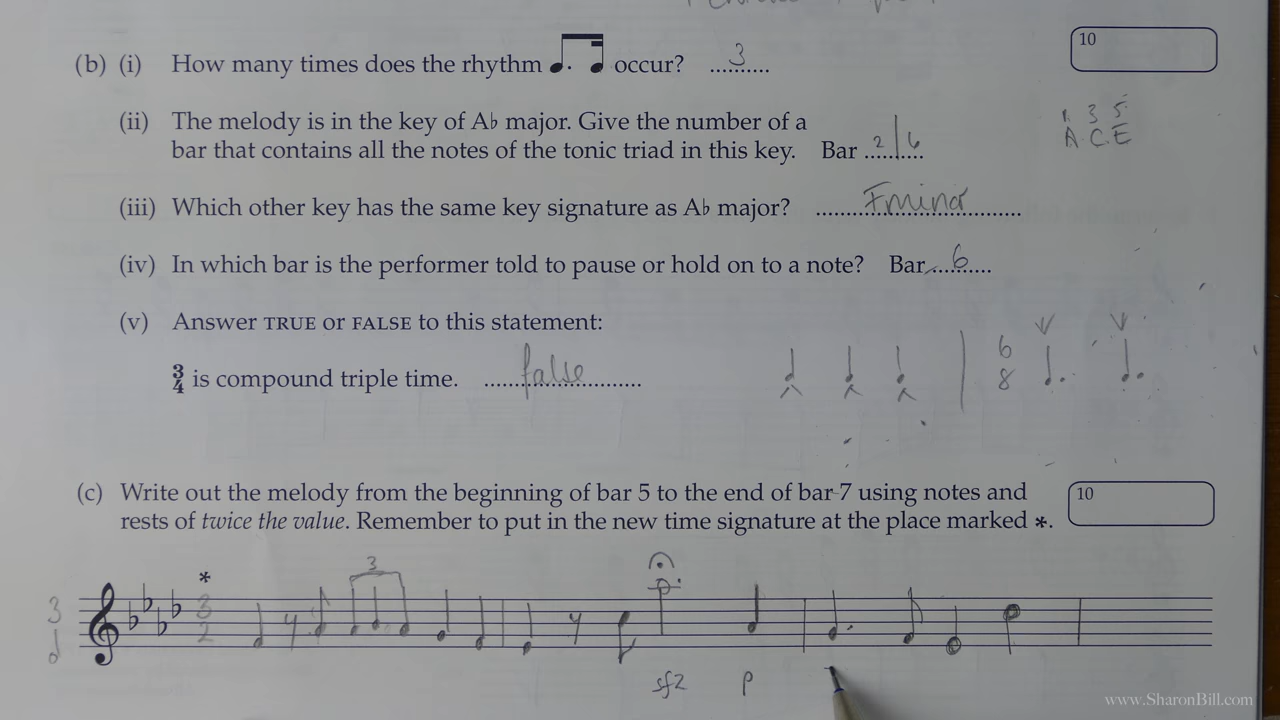 10
(b) (i) How many times does the rhythm occur? ..3..
(ii) The melody is in the key of A♭ major. Give the number of a
bar that contains all the notes of the tonic triad in this key. Bar 2/6
1. 3 5
A.C.E
(iii) Which other key has the same key signature as A♭ major? F minor
(iv) In which bar is the performer told to pause or hold on to a note? Bar 6
(v) Answer TRUE or FALSE to this statement:
3/4 is compound triple time. false
6
8
(c) Write out the melody from the beginning of bar 5 to the end of bar 7 using notes and
rests of twice the value. Remember to put in the new time signature at the place marked *.
10
*
3
3
3
2
sfz p
www.SharonBill.com